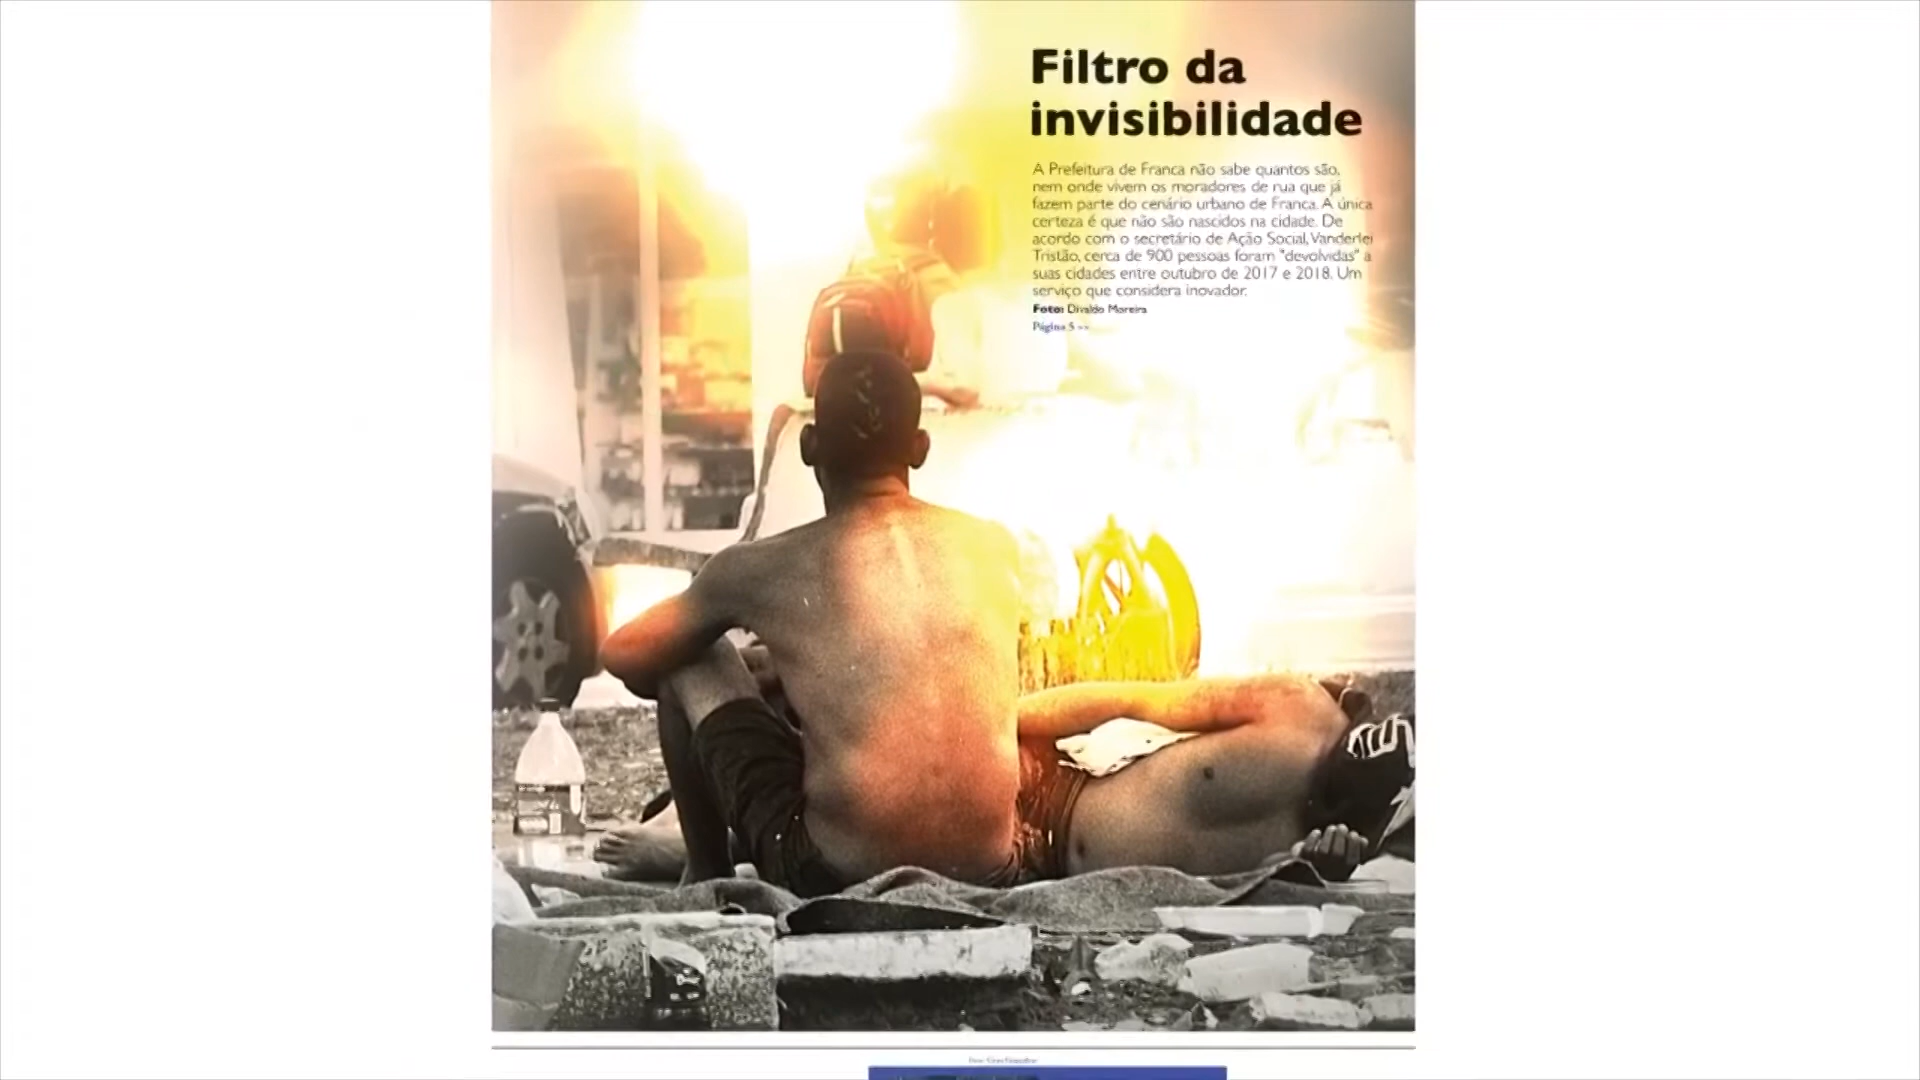 Filtro da
invisibilidade
A Prefeitura de Franca não sabe quantos são,
nem onde vivem os moradores de rua que já
fazem parte do cenário urbano de Franca. A única
certeza é que não são nascidos na cidade. De
acordo com o secretário de Ação Social, Vanderlei
Tristão, cerca de 900 pessoas foram "devolvidas" a
suas cidades entre outubro de 2017 e 2018. Um
serviço que considera inovador.
Foto: Divaldo Moreira
Página 5 >>